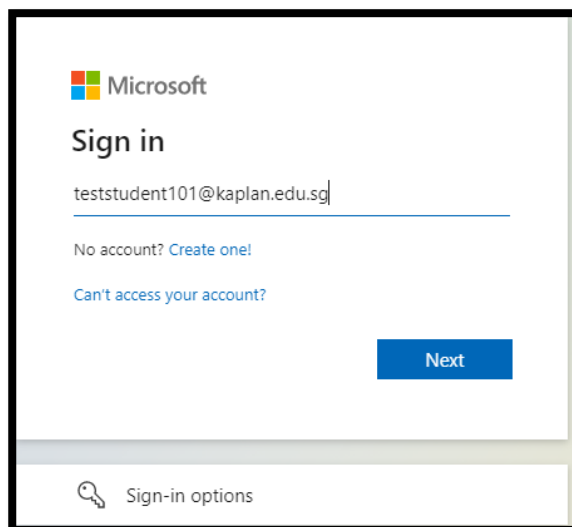 Microsoft
Sign in
teststudent101@kaplan.edu.sg
No account? Create one!
Can't access your account?
Next
Sign-in options